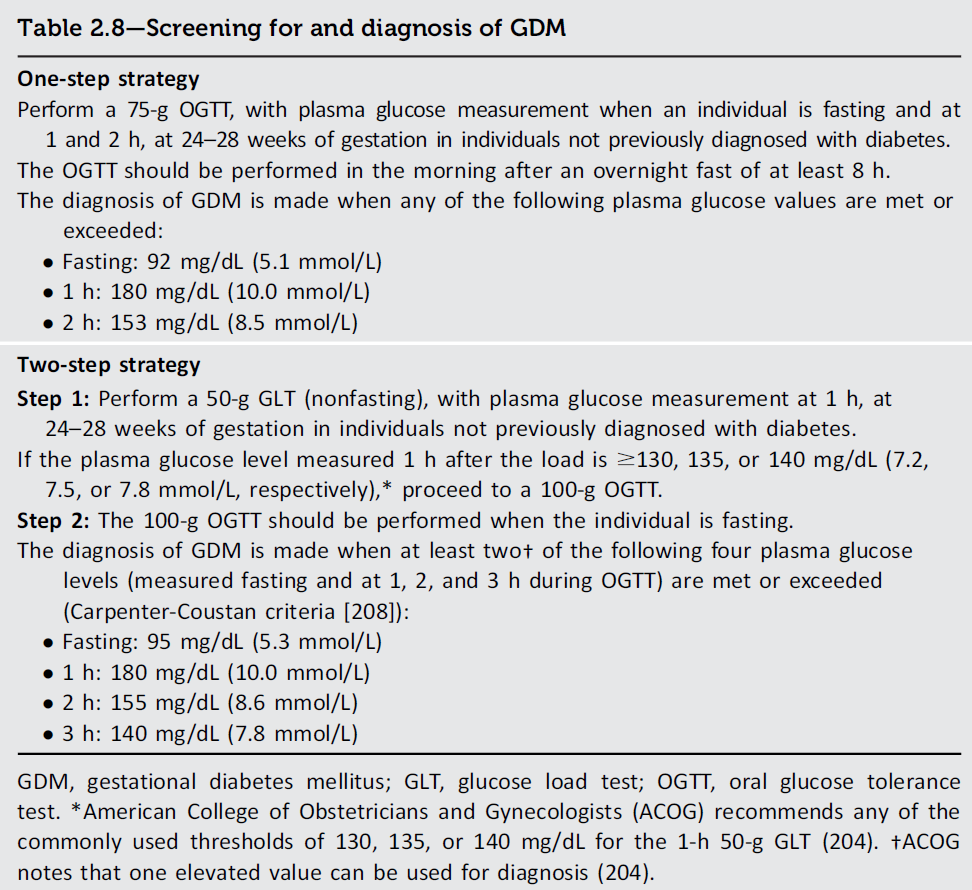 Table 2.8—Screening for and diagnosis of GDM
One-step strategy
Perform a 75-g OGTT, with plasma glucose measurement when an individual is fasting and at
1 and 2 h, at 24–28 weeks of gestation in individuals not previously diagnosed with diabetes.
The OGTT should be performed in the morning after an overnight fast of at least 8 h.
The diagnosis of GDM is made when any of the following plasma glucose values are met or
exceeded:
● Fasting: 92 mg/dL (5.1 mmol/L)
● 1 h: 180 mg/dL (10.0 mmol/L)
● 2 h: 153 mg/dL (8.5 mmol/L)
Two-step strategy
Step 1: Perform a 50-g GLT (nonfasting), with plasma glucose measurement at 1 h, at
24–28 weeks of gestation in individuals not previously diagnosed with diabetes.
If the plasma glucose level measured 1 h after the load is ≥130, 135, or 140 mg/dL (7.2,
7.5, or 7.8 mmol/L, respectively),* proceed to a 100-g OGTT.
Step 2: The 100-g OGTT should be performed when the individual is fasting.
The diagnosis of GDM is made when at least two† of the following four plasma glucose
levels (measured fasting and at 1, 2, and 3 h during OGTT) are met or exceeded
(Carpenter-Coustan criteria [208]):
● Fasting: 95 mg/dL (5.3 mmol/L)
● 1 h: 180 mg/dL (10.0 mmol/L)
● 2 h: 155 mg/dL (8.6 mmol/L)
● 3 h: 140 mg/dL (7.8 mmol/L)
GDM, gestational diabetes mellitus; GLT, glucose load test; OGTT, oral glucose tolerance
test. *American College of Obstetricians and Gynecologists (ACOG) recommends any of the
commonly used thresholds of 130, 135, or 140 mg/dL for the 1-h 50-g GLT (204). †ACOG
notes that one elevated value can be used for diagnosis (204).